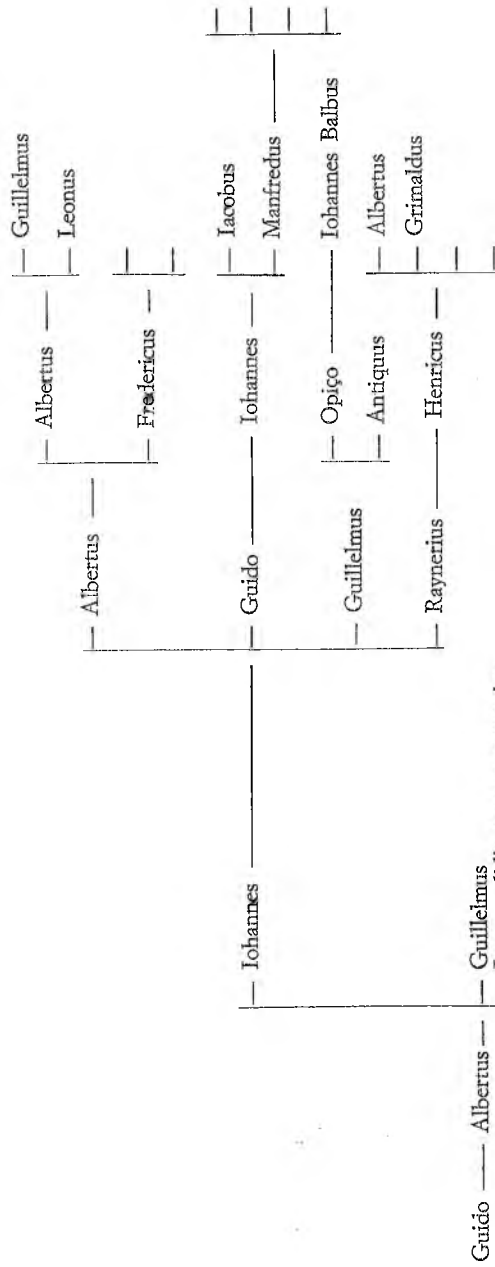 Guillelmus
Leonus
Albertus
Fredericus
Albertus
Iacobus
Manfredus
Iohannes
Guido
Iohannes
Iohannes Balbus
Opiço
Antiquus
Guillelmus
Albertus
Grimaldus
Henricus
Raynerius
Guillelmus
Albertus
Guido